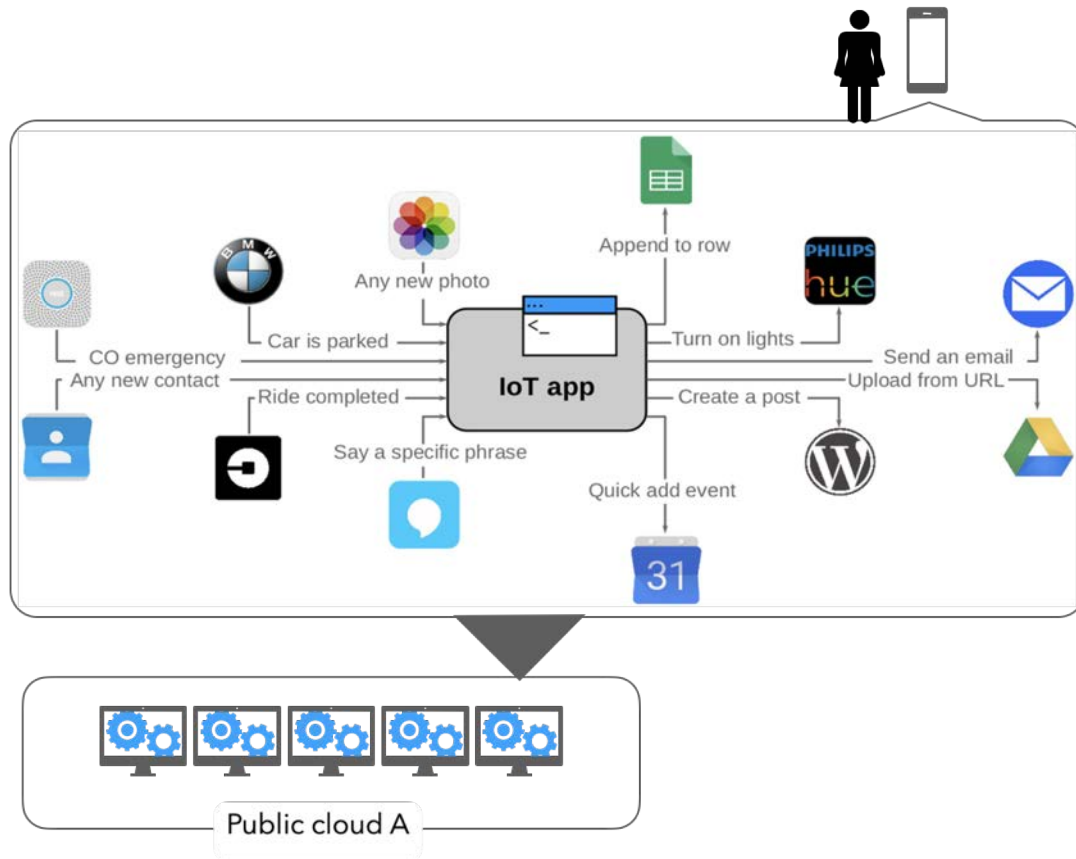 Append to row
BMW
PHILIPS
hue
Any new photo
...
<_
Car is parked
Turn on lights
CO emergency
Send an email
Any new contact
Upload from URL
IoT app
Ride completed
Create a post
Say a specific phrase
W
Quick add event
31
Public cloud A